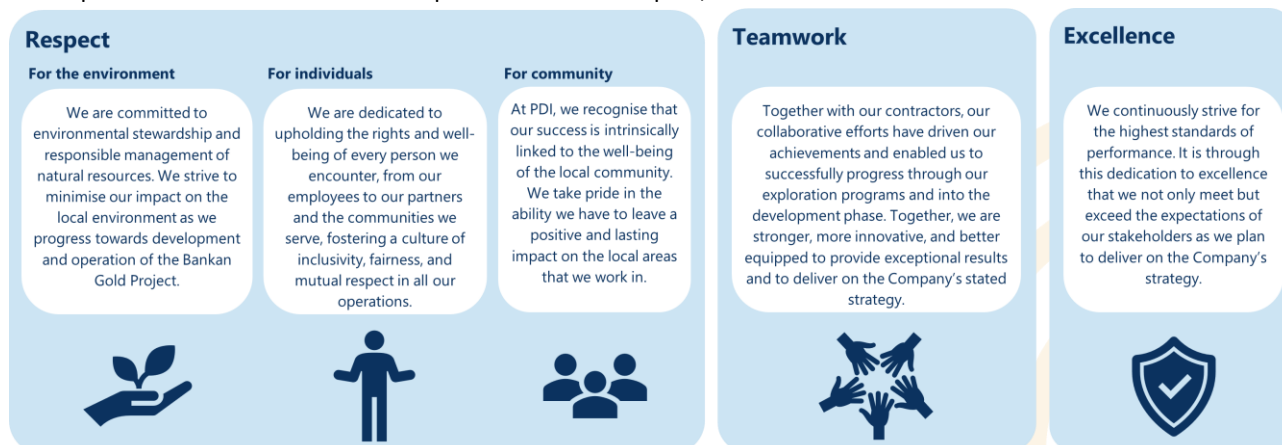 Respect
For the environment
We are committed to
environmental stewardship and
responsible management of
natural resources. We strive to
minimise our impact on the
local environment as we
progress towards development
and operation of the Bankan
Gold Project.
For individuals
We are dedicated to
upholding the rights and well-
being of every person we
encounter, from our
employees to our partners
and the communities we
serve, fostering a culture of
inclusivity, fairness, and
mutual respect in all our
operations.
For community
At PDI, we recognise that
our success is intrinsically
linked to the well-being
of the local community.
We take pride in the
ability we have to leave a
positive and lasting
impact on the local areas
that we work in.
Teamwork
Together with our contractors, our
collaborative efforts have driven our
achievements and enabled us to
successfully progress through our
exploration programs and into the
development phase. Together, we are
stronger, more innovative, and better
equipped to provide exceptional results
and to deliver on the Company's stated
strategy.
Excellence
We continuously strive for
the highest standards of
performance. It is through
this dedication to excellence
that we not only meet but
exceed the expectations of
our stakeholders as we plan
to deliver on the Company's
strategy.